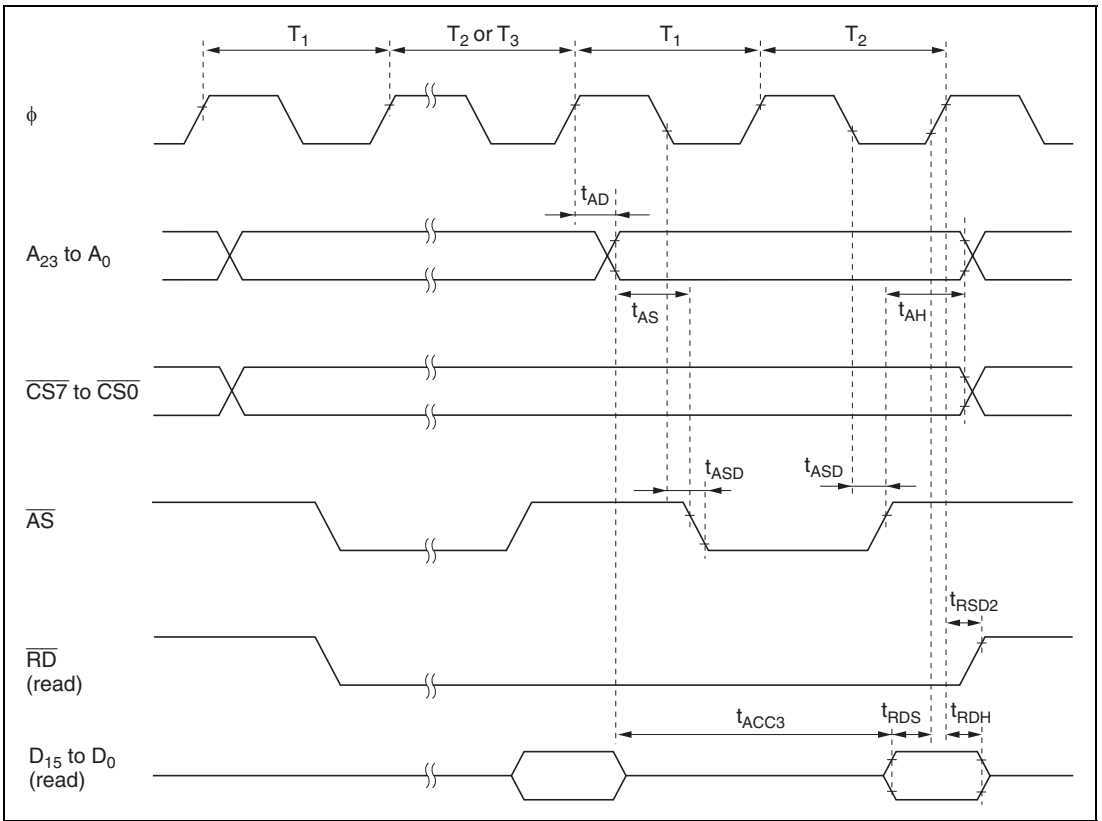 T1 T2 or T3 T1 T2
ϕ
tAD
A23 to A0
tAS tAH
CS7 to CS0
tASD tASD
AS
tRSD2
RD
(read)
tACC3 tRDS tRDH
D15 to D0
(read)